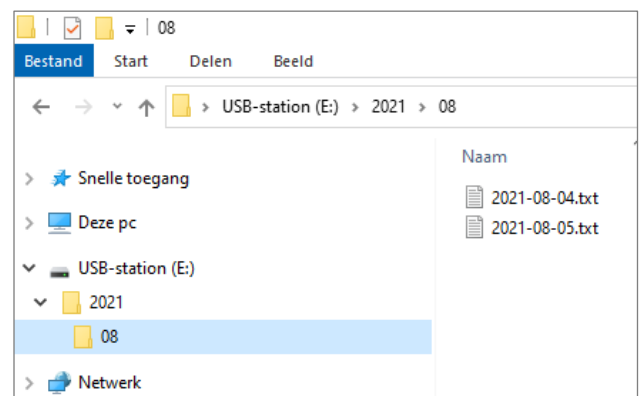 08
Bestand Start Delen Beeld
USB-station (E:) > 2021 > 08
Naam
Snelle toegang
2021-08-04.txt
Deze pc
2021-08-05.txt
USB-station (E:)
2021
08
Netwerk